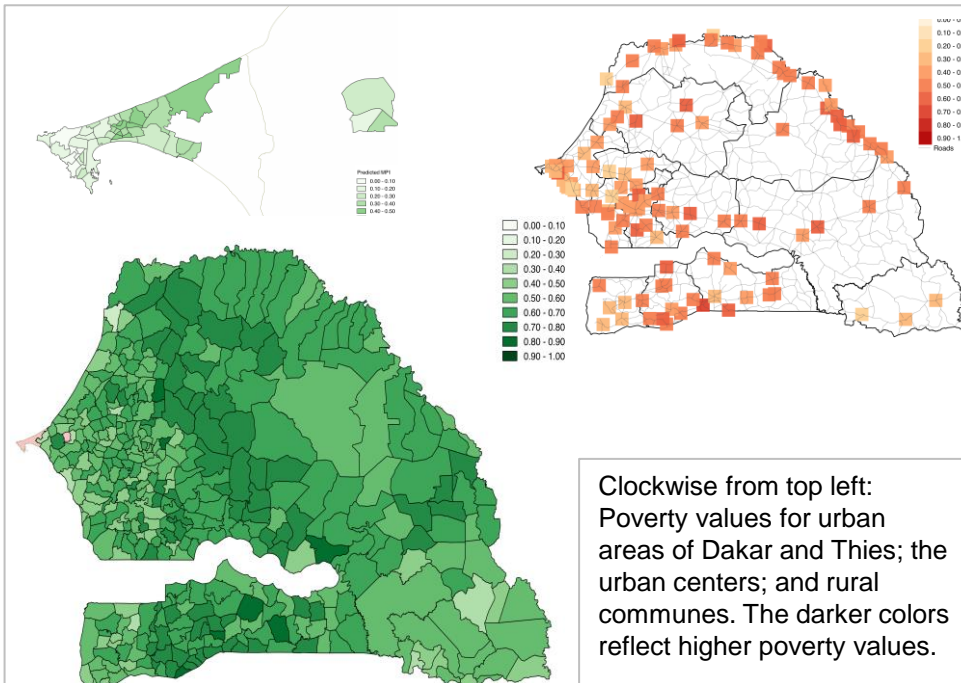 Predicted MPI
0.00 - 0.10
0.10 - 0.20
0.20 - 0.30
0.30 - 0.40
0.40 - 0.50
0.10 - 0.20
0.20 - 0.30
0.30 - 0.40
0.40 - 0.50
0.50 - 0.60
0.60 - 0.70
0.70 - 0.80
0.80 - 0.90
0.90 - 1.
Roads
0.00 - 0.10
0.10 - 0.20
0.20 - 0.30
0.30 - 0.40
0.40 - 0.50
0.50 - 0.60
0.60 - 0.70
0.70 - 0.80
0.80 - 0.90
0.90 - 1.00
Clockwise from top left:
Poverty values for urban
areas of Dakar and Thies; the
urban centers; and rural
communes. The darker colors
reflect higher poverty values.